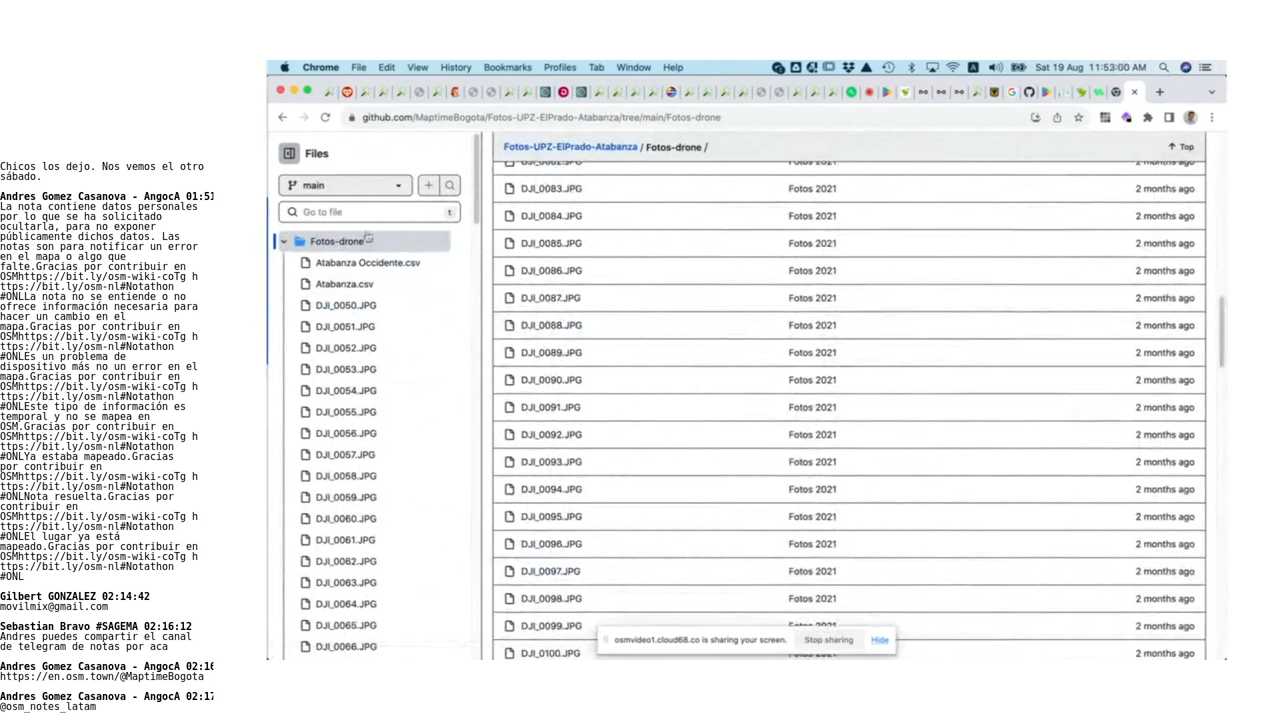 Chicos los dejo. Nos vemos el otro
sábado.
Andres Gomez Casanova - AngocA 01:51
La nota contiene datos personales
por lo que se ha solicitado
ocultarla, para no exponer
públicamente dichos datos. Las
notas son para notificar un error
en el mapa o algo que
falte.Gracias por contribuir en
OSMhttps://bit.ly/osm-wiki-coTg h
ttps://bit.ly/osm-nl#Notathon
#ONLLa nota no se entiende o no
ofrece información necesaria para
hacer un cambio en el
mapa.Gracias por contribuir en
OSMhttps://bit.ly/osm-wiki-coTg h
ttps://bit.ly/osm-nl#Notathon
#ONLEs un problema de
dispositivo más no un error en el
mapa.Gracias por contribuir en
OSMhttps://bit.ly/osm-wiki-coTg h
ttps://bit.ly/osm-nl#Notathon
#ONLEste tipo de información es
temporal y no se mapea en
OSM.Gracias por contribuir en
OSMhttps://bit.ly/osm-wiki-coTg h
ttps://bit.ly/osm-nl#Notathon
#ONLYa estaba mapeado.Gracias
por contribuir en
OSMhttps://bit.ly/osm-wiki-coTg h
ttps://bit.ly/osm-nl#Notathon
#ONLNota resuelta.Gracias por
contribuir en
OSMhttps://bit.ly/osm-wiki-coTg h
ttps://bit.ly/osm-nl#Notathon
#ONLEl lugar ya está
mapeado.Gracias por contribuir en
OSMhttps://bit.ly/osm-wiki-coTg h
ttps://bit.ly/osm-nl#Notathon
#ONL
Gilbert GONZALEZ 02:14:42
movilmix@gmail.com
Sebastian Bravo #SAGEMA 02:16:12
Andres puedes compartir el canal
de telegram de notas por aca
Andres Gomez Casanova - AngocA 02:16
https://en.osm.town/@MaptimeBogota
Andres Gomez Casanova - AngocA 02:17
@osm_notes_latam
Chrome File Edit View History Bookmarks Profiles Tab Window Help Sat 19 Aug 11:53:00 AM
github.com/MaptimeBogota/Fotos-UPZ-ElPrado-Atabanza/tree/main/Fotos-drone
Files
main
Go to file t
Fotos-drone
Atabanza Occidente.csv
Atabanza.csv
DJI_0050.JPG
DJI_0051.JPG
DJI_0052.JPG
DJI_0053.JPG
DJI_0054.JPG
DJI_0055.JPG
DJI_0056.JPG
DJI_0057.JPG
DJI_0058.JPG
DJI_0059.JPG
DJI_0060.JPG
DJI_0061.JPG
DJI_0062.JPG
DJI_0063.JPG
DJI_0064.JPG
DJI_0065.JPG
DJI_0066.JPG
Fotos-UPZ-ElPrado-Atabanza / Fotos-drone / Top
DJI_0082.JPG Fotos 2021 2 months ago
DJI_0083.JPG Fotos 2021 2 months ago
DJI_0084.JPG Fotos 2021 2 months ago
DJI_0085.JPG Fotos 2021 2 months ago
DJI_0086.JPG Fotos 2021 2 months ago
DJI_0087.JPG Fotos 2021 2 months ago
DJI_0088.JPG Fotos 2021 2 months ago
DJI_0089.JPG Fotos 2021 2 months ago
DJI_0090.JPG Fotos 2021 2 months ago
DJI_0091.JPG Fotos 2021 2 months ago
DJI_0092.JPG Fotos 2021 2 months ago
DJI_0093.JPG Fotos 2021 2 months ago
DJI_0094.JPG Fotos 2021 2 months ago
DJI_0095.JPG Fotos 2021 2 months ago
DJI_0096.JPG Fotos 2021 2 months ago
DJI_0097.JPG Fotos 2021 2 months ago
DJI_0098.JPG Fotos 2021 2 months ago
DJI_0099.JPG Fotos 2021 2 months ago
DJI_0100.JPG Fotos 2021 2 months ago
osmvideo1.cloud68.co is sharing your screen. Stop sharing Hide